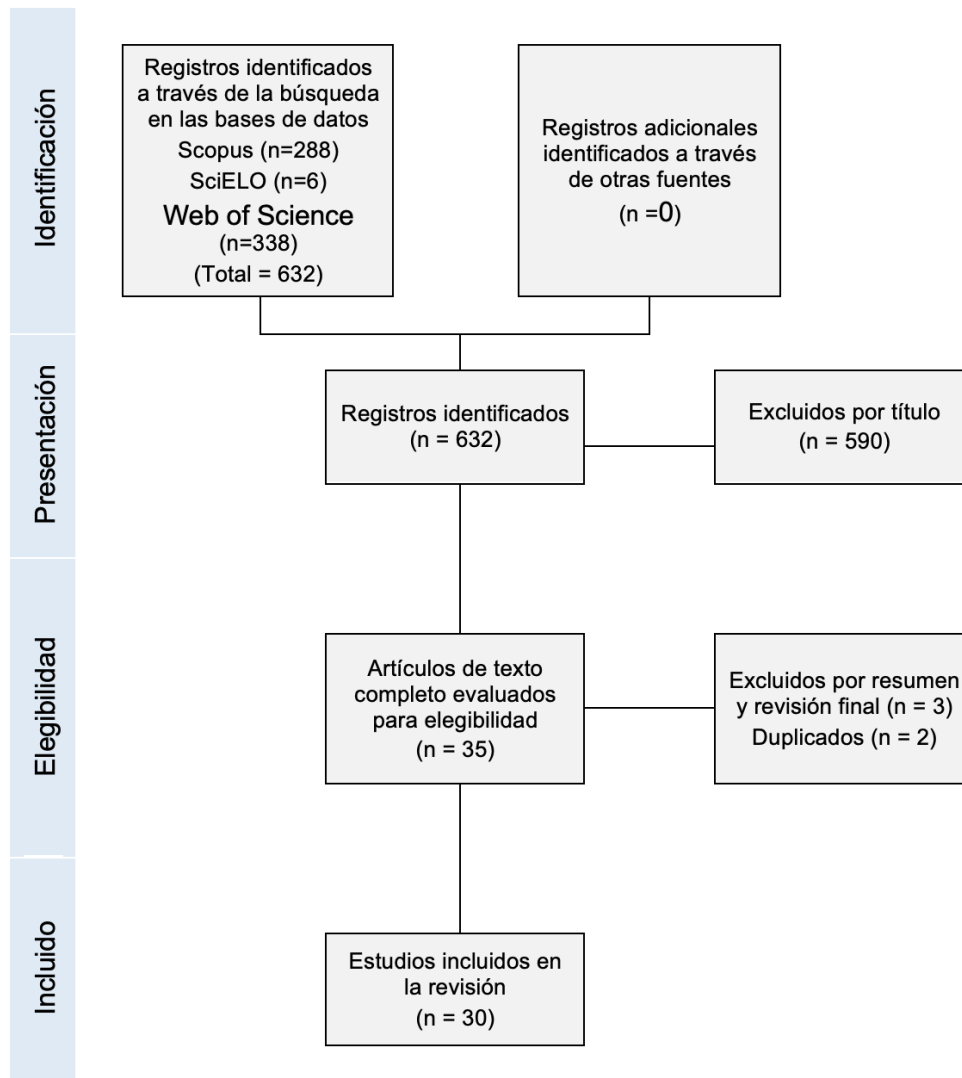 Identificación
Registros identificados
a través de la búsqueda
en las bases de datos
Scopus (n=288)
SciELO (n=6)
Web of Science
(n=338)
(Total = 632)
Registros adicionales
identificados a través
de otras fuentes
(n =0)
Presentación
Registros identificados
(n = 632)
Excluidos por título
(n = 590)
Elegibilidad
Artículos de texto
completo evaluados
para elegibilidad
(n = 35)
Excluidos por resumen
y revisión final (n = 3)
Duplicados (n = 2)
Incluido
Estudios incluidos en
la revisión
(n = 30)